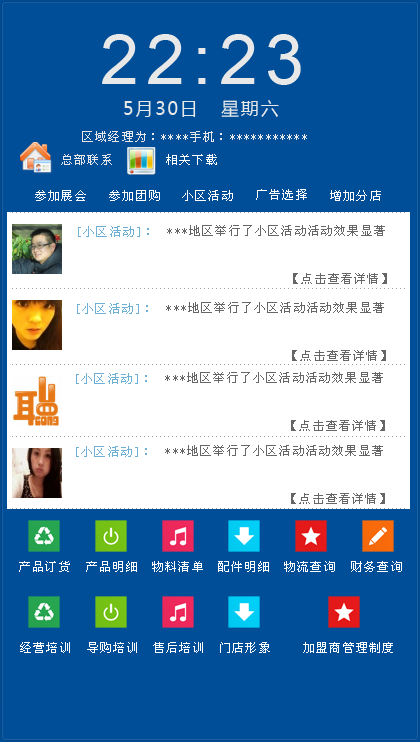 22:23
5月30日 星期六
区域经理为：****手机：***********
总部联系 相关下载
参加展会 参加团购 小区活动 广告选择 增加分店
[小区活动]： ***地区举行了小区活动活动效果显著
【点击查看详情】
[小区活动]： ***地区举行了小区活动活动效果显著
【点击查看详情】
[小区活动]： ***地区举行了小区活动活动效果显著
【点击查看详情】
[小区活动]： ***地区举行了小区活动活动效果显著
【点击查看详情】
产品订货 产品明细 物料清单 配件明细 物流查询 财务查询
经营培训 导购培训 售后培训 门店形象 加盟商管理制度